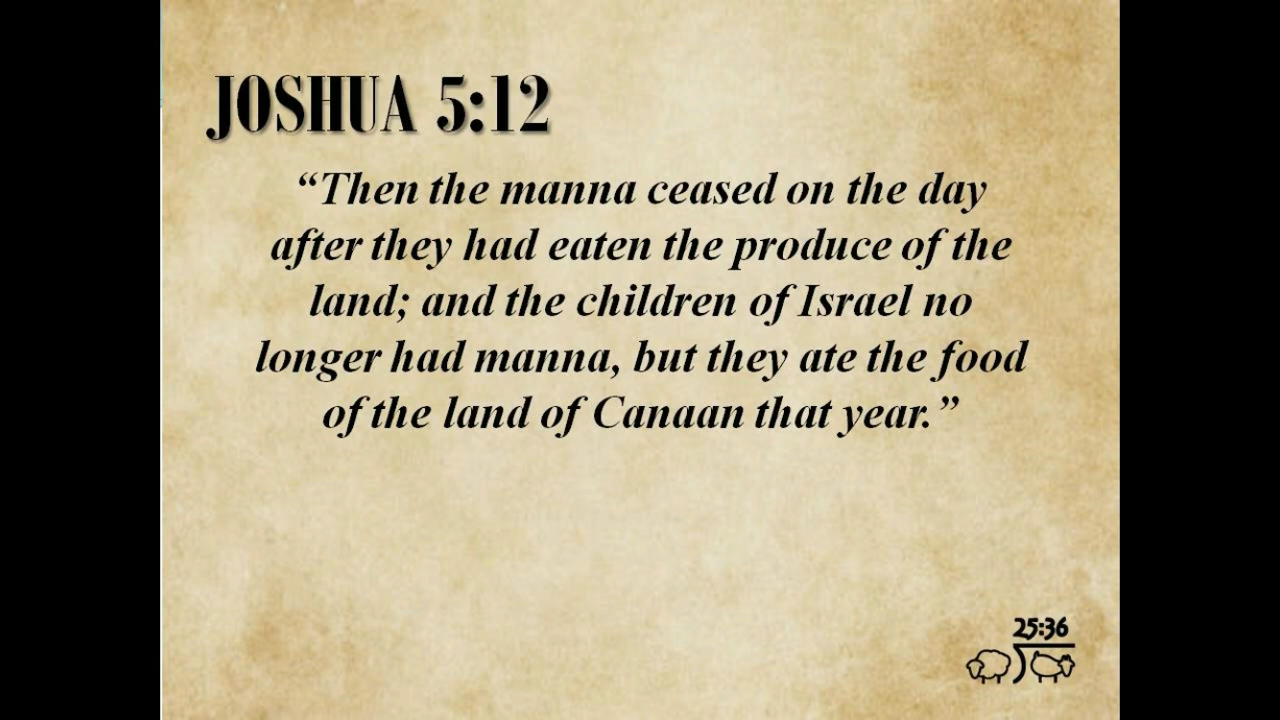 JOSHUA 5:12
“Then the manna ceased on the day
after they had eaten the produce of the
land; and the children of Israel no
longer had manna, but they ate the food
of the land of Canaan that year.”
25:36